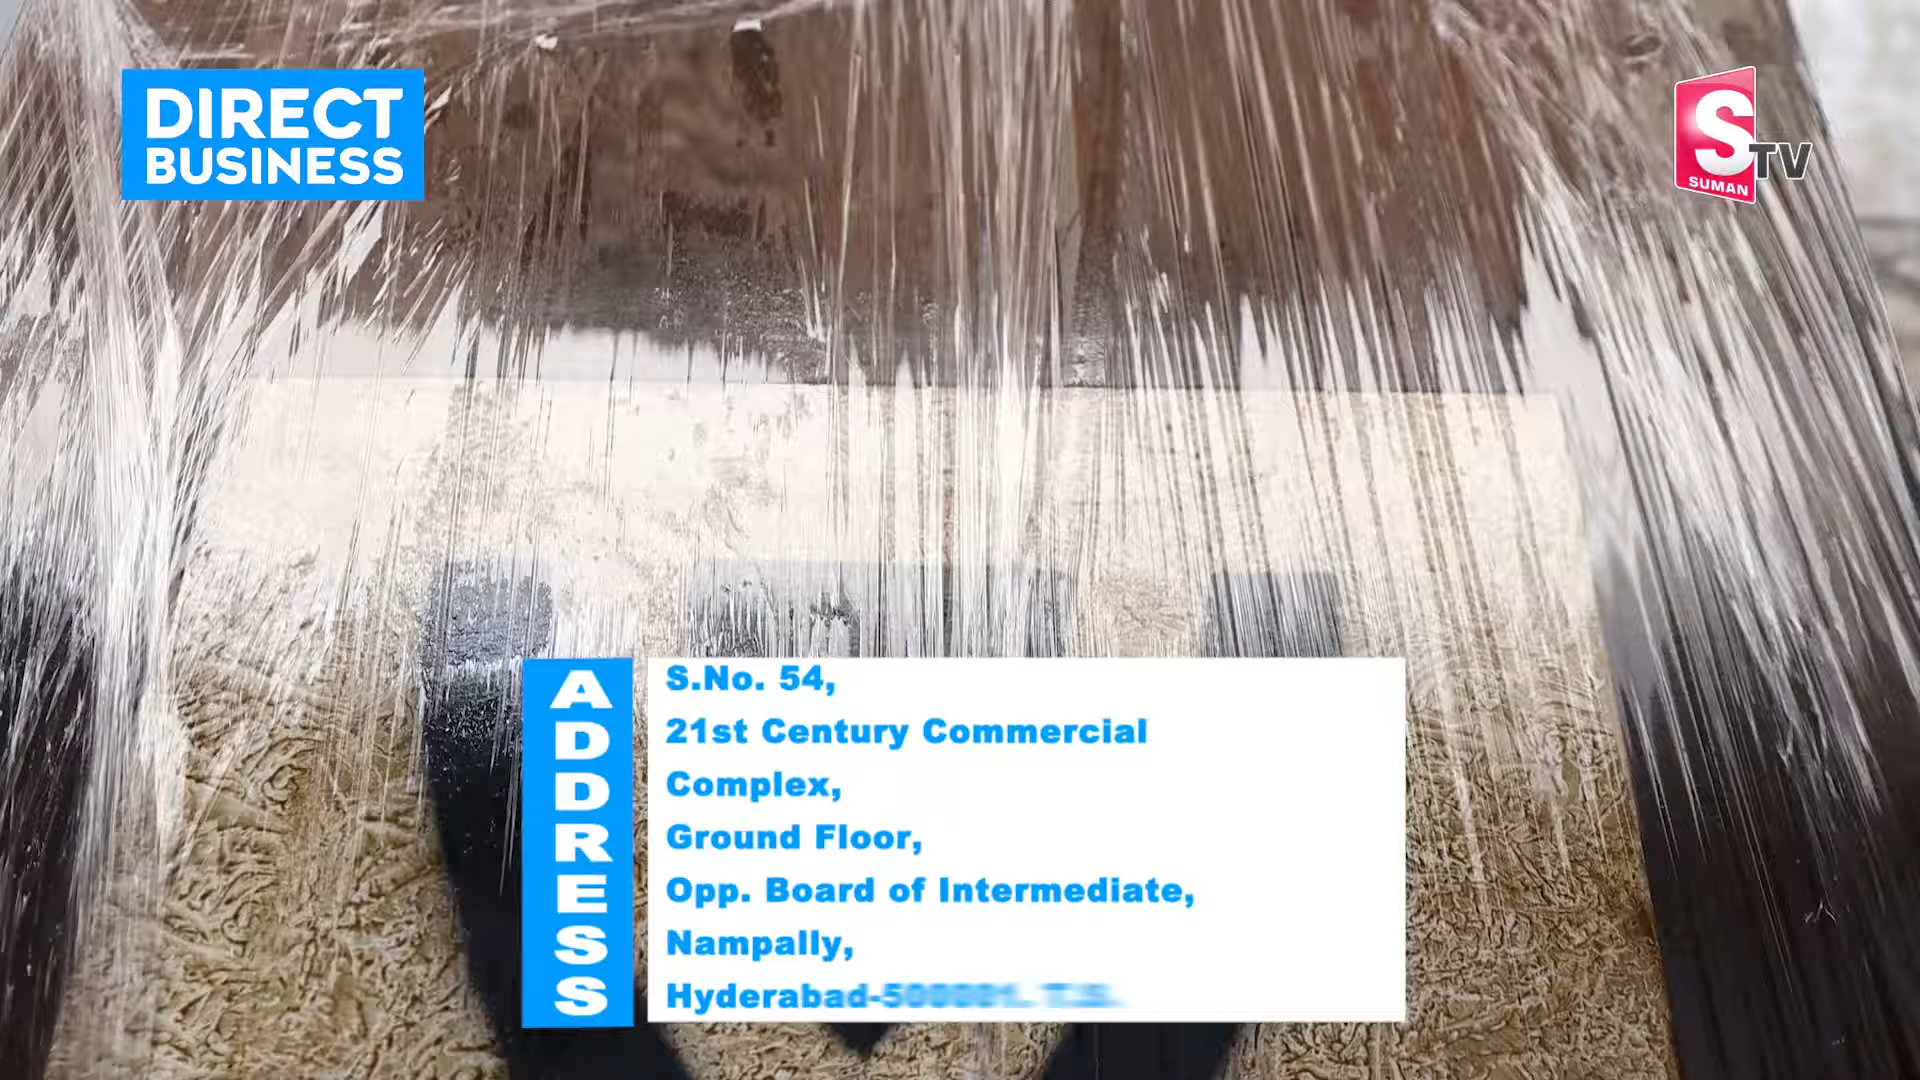 DIRECT
BUSINESS
S
TV
SUMAN
ADDRESS
S.No. 54,
21st Century Commercial
Complex,
Ground Floor,
Opp. Board of Intermediate,
Nampally,
Hyderabad-